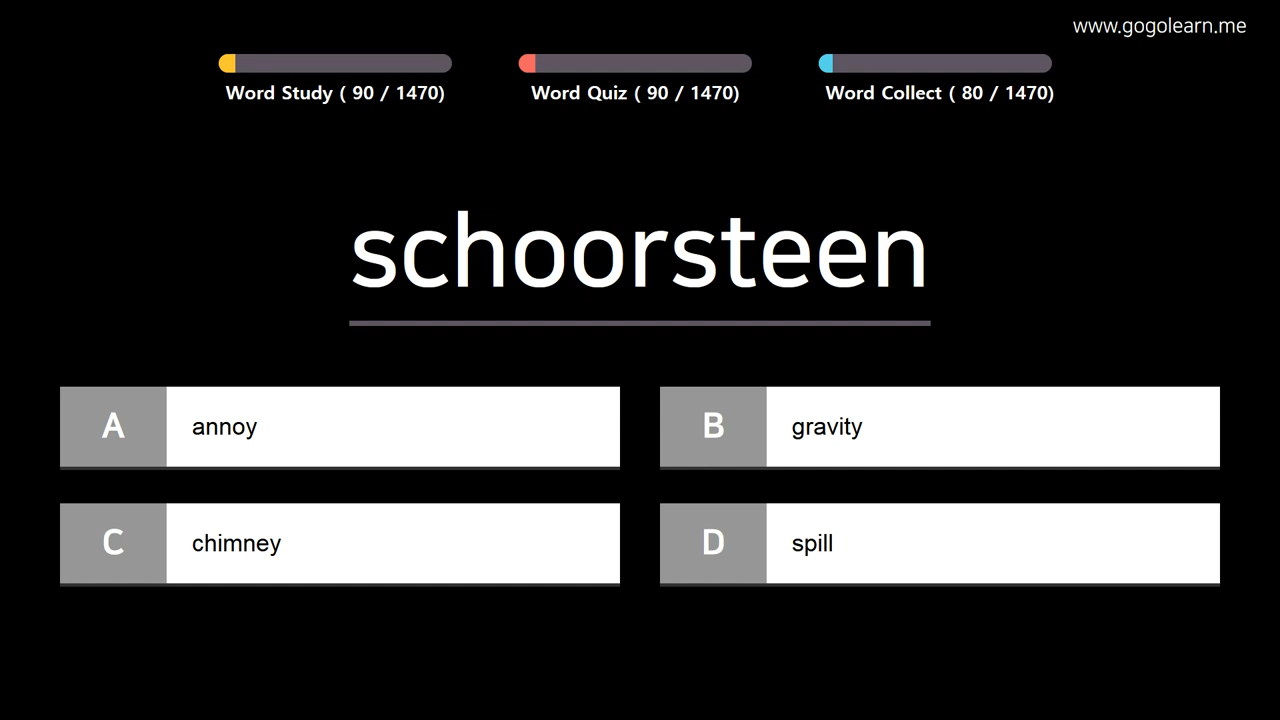 www.gogolearn.me
Word Study ( 90 / 1470)
Word Quiz ( 90 / 1470)
Word Collect ( 80 / 1470)
schoorsteen
A annoy
B gravity
C chimney
D spill